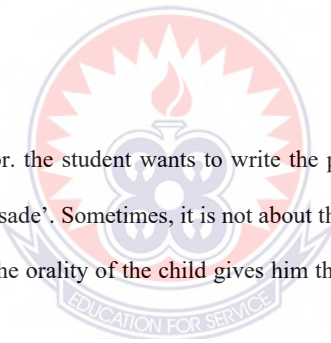 or. the student wants to write the p
sade’. Sometimes, it is not about th
he orality of the child gives him th
EDUCATION FOR SERVICE